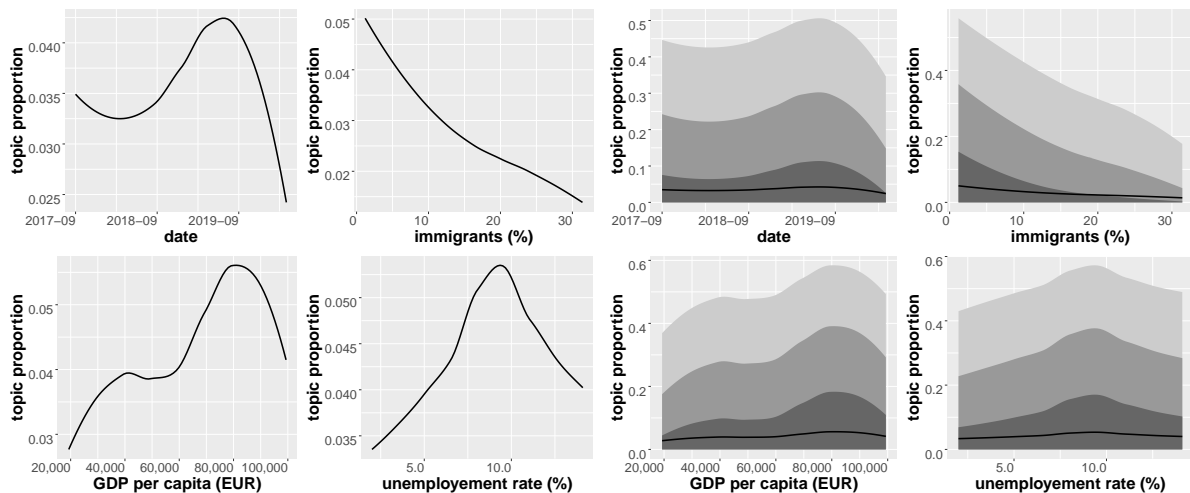 topic proportion
0.040
0.035
0.030
0.025
2017–09 2018–09 2019–09
date
topic proportion
0.05
0.04
0.03
0.02
0 10 20 30
immigrants (%)
topic proportion
0.5
0.4
0.3
0.2
0.1
0.0
2017–09 2018–09 2019–09
date
topic proportion
0.4
0.2
0.0
0 10 20 30
immigrants (%)
topic proportion
0.05
0.04
0.03
20,000 40,000 60,000 80,000 100,000
GDP per capita (EUR)
topic proportion
0.050
0.045
0.040
0.035
5.0 10.0
unemployement rate (%)
topic proportion
0.6
0.4
0.2
0.0
20,000 40,000 60,000 80,000 100,000
GDP per capita (EUR)
topic proportion
0.6
0.4
0.2
0.0
5.0 10.0
unemployement rate (%)